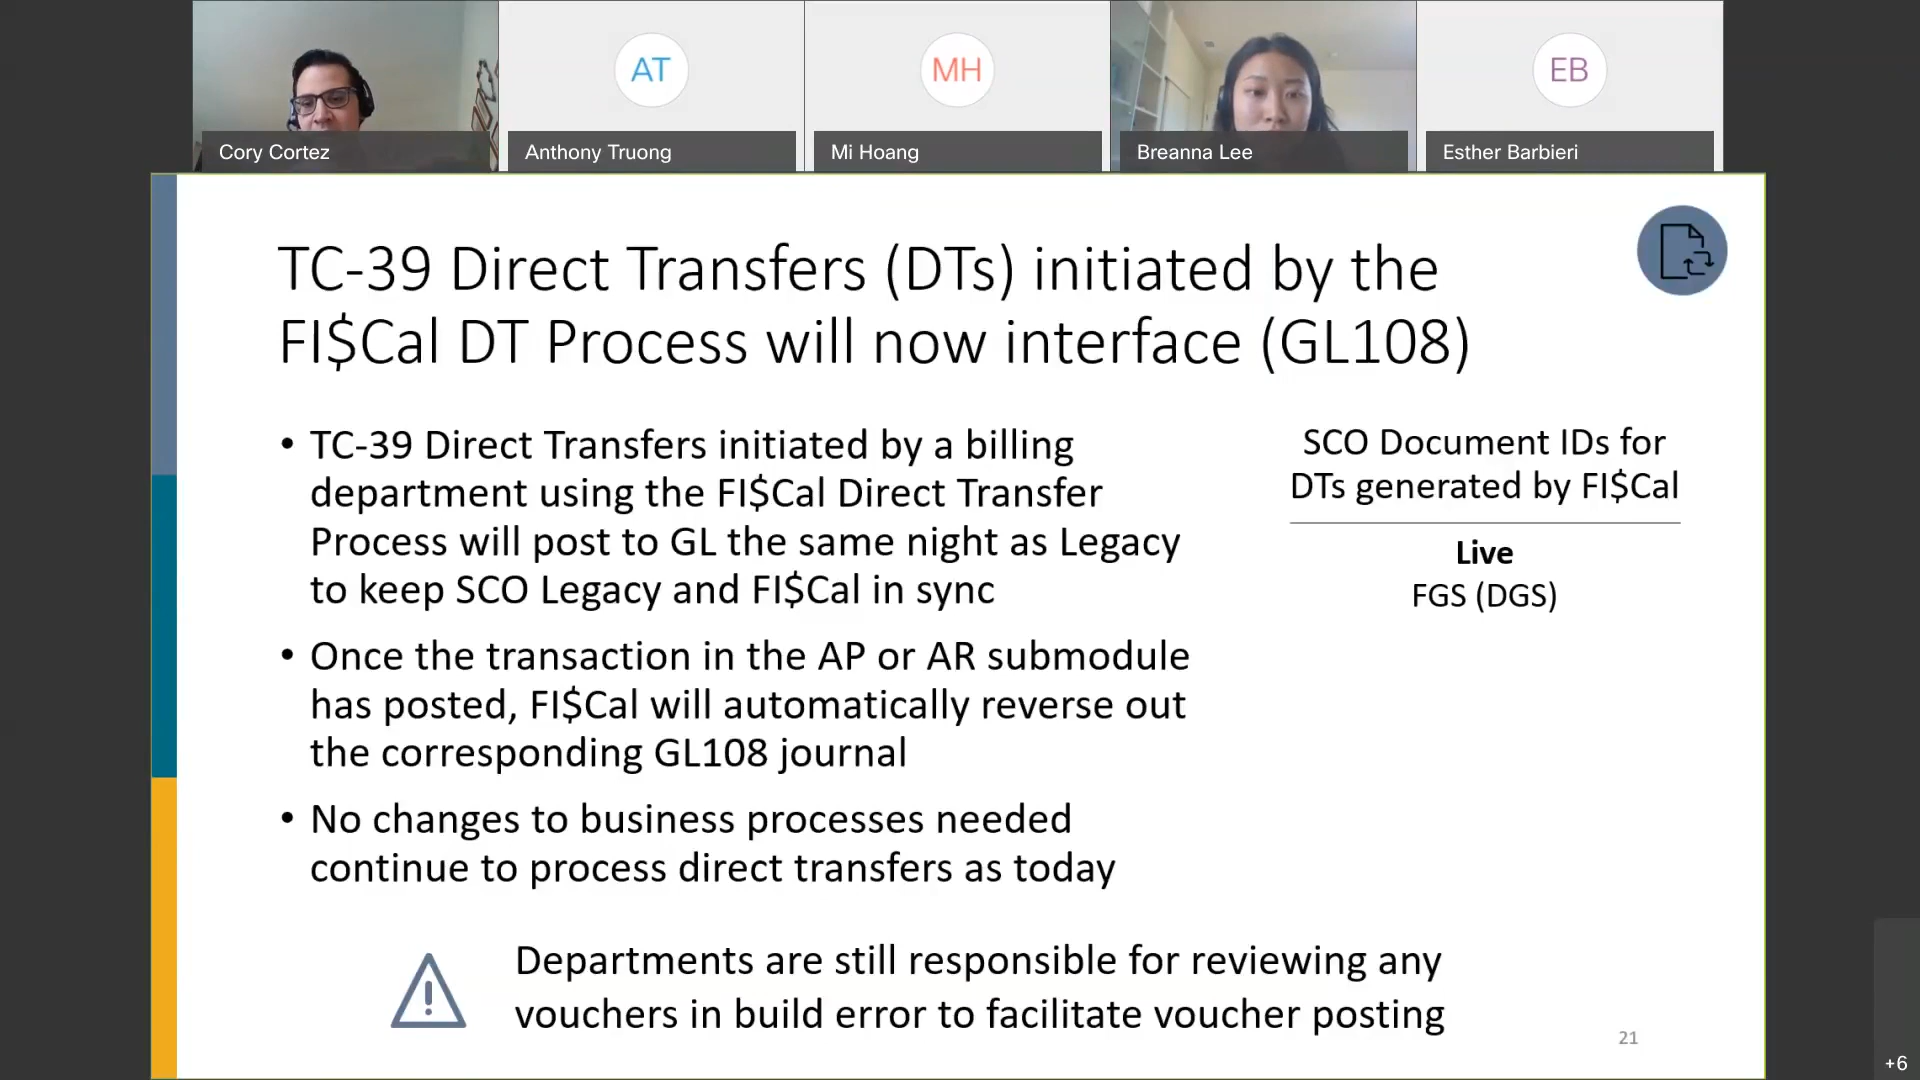 AT
MH
EB
Cory Cortez
Anthony Truong
Mi Hoang
Breanna Lee
Esther Barbieri
TC-39 Direct Transfers (DTs) initiated by the
FI$Cal DT Process will now interface (GL108)
• TC-39 Direct Transfers initiated by a billing
department using the FI$Cal Direct Transfer
Process will post to GL the same night as Legacy
to keep SCO Legacy and FI$Cal in sync
• Once the transaction in the AP or AR submodule
has posted, FI$Cal will automatically reverse out
the corresponding GL108 journal
• No changes to business processes needed
continue to process direct transfers as today
SCO Document IDs for
DTs generated by FI$Cal
Live
FGS (DGS)
Departments are still responsible for reviewing any
vouchers in build error to facilitate voucher posting
21
+6